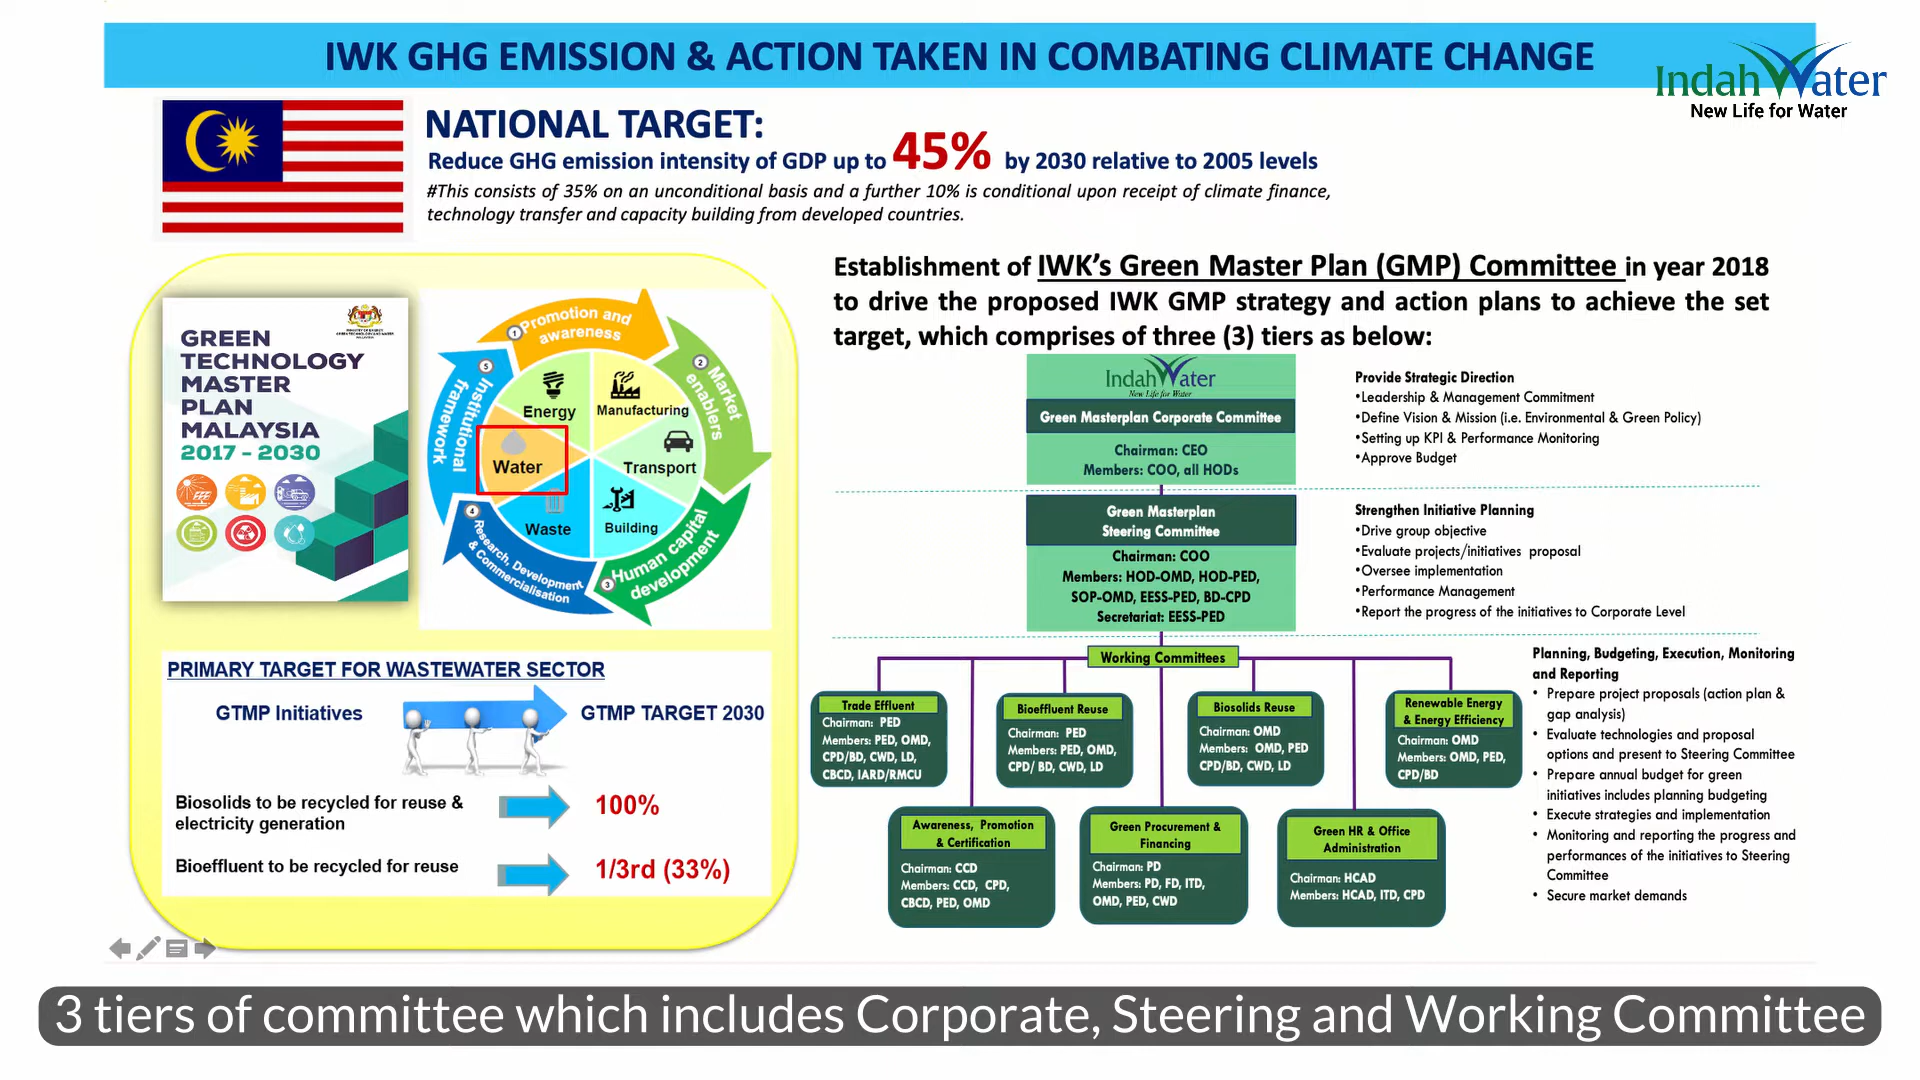 IWK GHG EMISSION & ACTION TAKEN IN COMBATING CLIMATE CHANGE
Indah Water
New Life for Water
NATIONAL TARGET:
Reduce GHG emission intensity of GDP up to 45% by 2030 relative to 2005 levels
#This consists of 35% on an unconditional basis and a further 10% is conditional upon receipt of climate finance,
technology transfer and capacity building from developed countries.
GREEN
TECHNOLOGY
MASTER
PLAN
MALAYSIA
2017 - 2030
1 Promotion and
awareness
2 Market
enablers
3 Human capital
development
4 Research, Development
& Commercialisation
5 Institutional
framework
Energy
Manufacturing
Water
Transport
Waste
Building
PRIMARY TARGET FOR WASTEWATER SECTOR
GTMP Initiatives
GTMP TARGET 2030
Biosolids to be recycled for reuse &
electricity generation
100%
Bioeffluent to be recycled for reuse
1/3rd (33%)
Establishment of IWK's Green Master Plan (GMP) Committee in year 2018
to drive the proposed IWK GMP strategy and action plans to achieve the set
target, which comprises of three (3) tiers as below:
Indah Water
New Life for Water
Green Masterplan Corporate Committee
Chairman: CEO
Members: COO, all HODs
Provide Strategic Direction
•Leadership & Management Commitment
•Define Vision & Mission (i.e. Environmental & Green Policy)
•Setting up KPI & Performance Monitoring
•Approve Budget
Green Masterplan
Steering Committee
Chairman: COO
Members: HOD-OMD, HOD-PED,
SOP-OMD, EESS-PED, BD-CPD
Secretariat: EESS-PED
Strengthen Initiative Planning
•Drive group objective
•Evaluate projects/initiatives proposal
•Oversee implementation
•Performance Management
•Report the progress of the initiatives to Corporate Level
Working Committees
Trade Effluent
Chairman: PED
Members: PED, OMD,
CPD/BD, CWD, LD,
CBCD, IARD/RMCU
Bioeffluent Reuse
Chairman: PED
Members: PED, OMD,
CPD/ BD, CWD, LD
Biosolids Reuse
Chairman: OMD
Members: OMD, PED
CPD/BD, CWD, LD
Renewable Energy
& Energy Efficiency
Chairman: OMD
Members: OMD, PED,
CPD/BD
Awareness, Promotion
& Certification
Chairman: CCD
Members: CCD, CPD,
CBCD, PED, OMD
Green Procurement &
Financing
Chairman: PD
Members: PD, FD, ITD,
OMD, PED, CWD
Green HR & Office
Administration
Chairman: HCAD
Members: HCAD, ITD, CPD
Planning, Budgeting, Execution, Monitoring
and Reporting
• Prepare project proposals (action plan &
gap analysis)
• Evaluate technologies and proposal
options and present to Steering Committee
• Prepare annual budget for green
initiatives includes planning budgeting
• Execute strategies and implementation
• Monitoring and reporting the progress and
performances of the initiatives to Steering
Committee
• Secure market demands
3 tiers of committee which includes Corporate, Steering and Working Committee